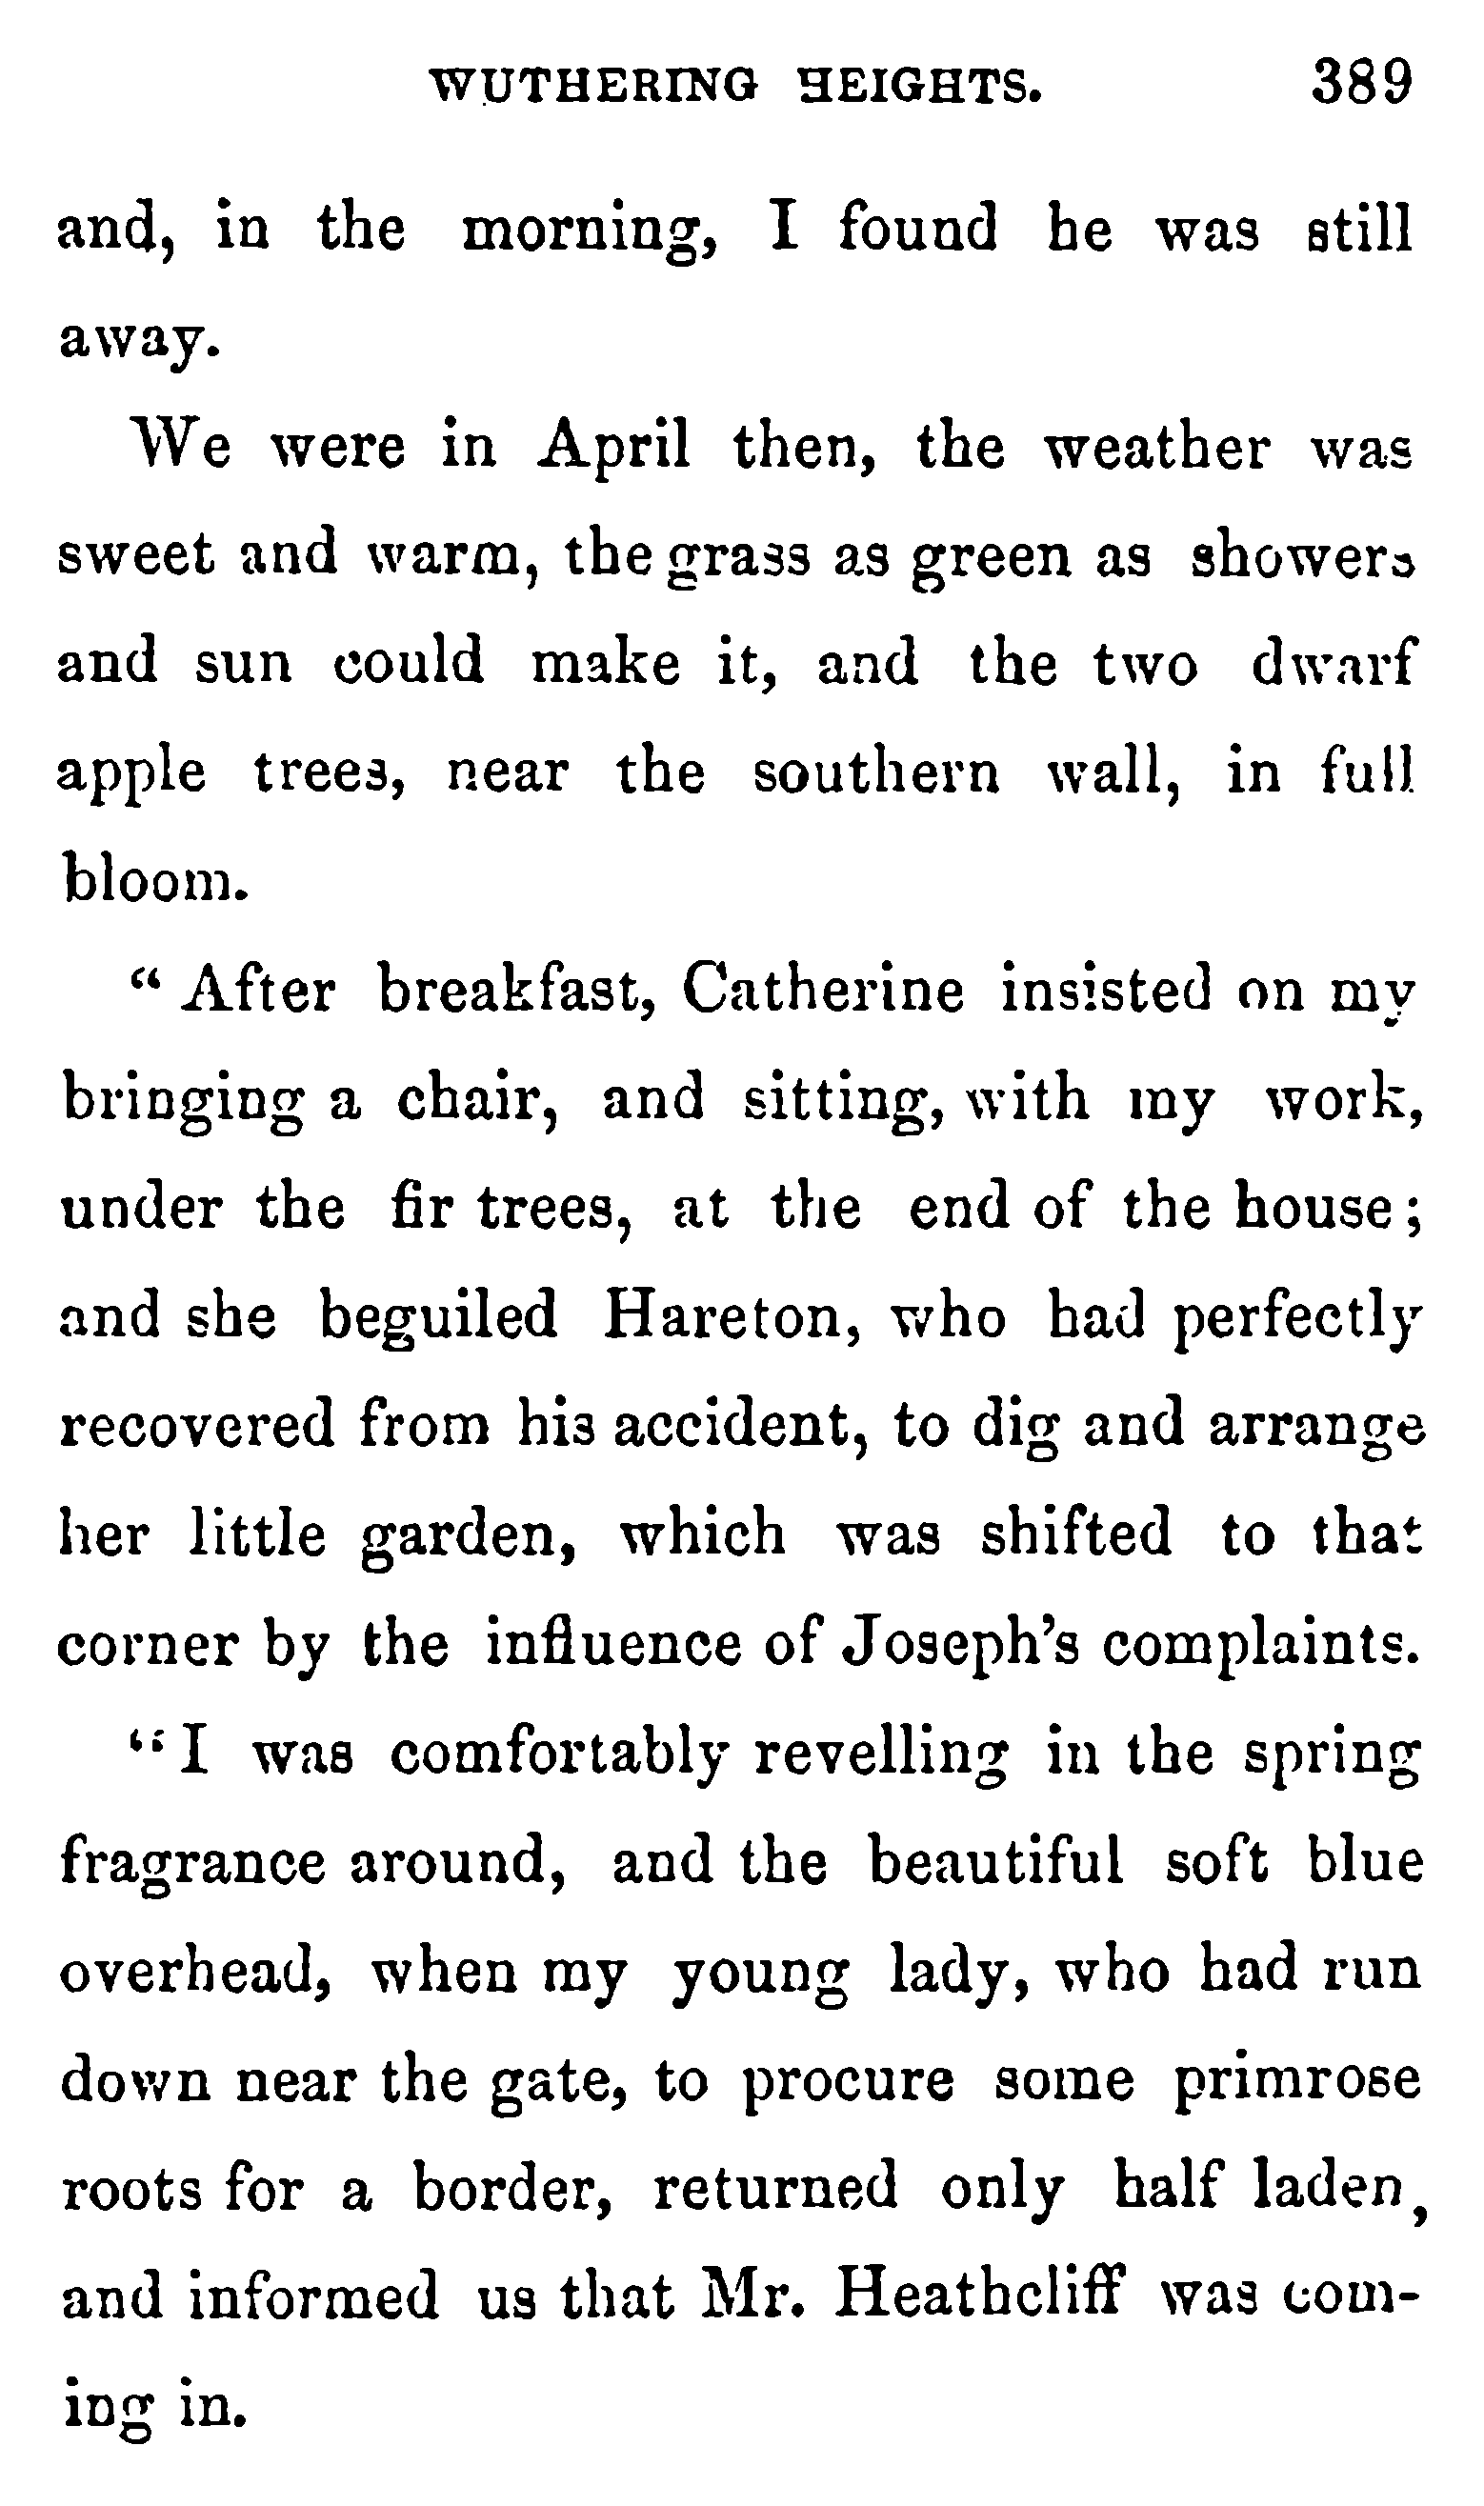 WUTHERING HEIGHTS. 389
and, in the morning, I found he was still
away.
We were in April then, the weather was
sweet and warm, the grass as green as showers
and sun could make it, and the two dwarf
apple trees, near the southern wall, in full
bloom.
" After breakfast, Catherine insisted on my
bringing a chair, and sitting, with my work,
under the fir trees, at the end of the house;
and she beguiled Hareton, who had perfectly
recovered from his accident, to dig and arrange
her little garden, which was shifted to that
corner by the influence of Joseph's complaints.
"I was comfortably revelling in the spring
fragrance around, and the beautiful soft blue
overhead, when my young lady, who had run
down near the gate, to procure some primrose
roots for a border, returned only half laden,
and informed us that Mr. Heathcliff was com-
ing in.